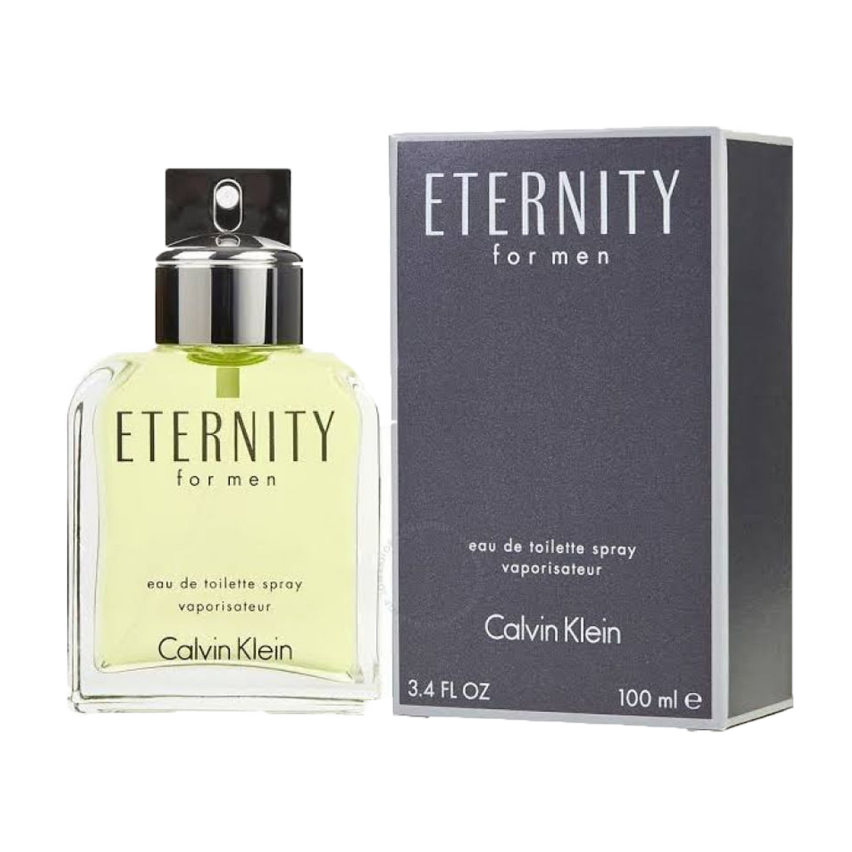 ETERNITY
for men
eau de toilette spray
vaporisateur
Calvin Klein
ETERNITY
for men
eau de toilette spray
vaporisateur
Calvin Klein
3.4 FL OZ
100 ml ℮